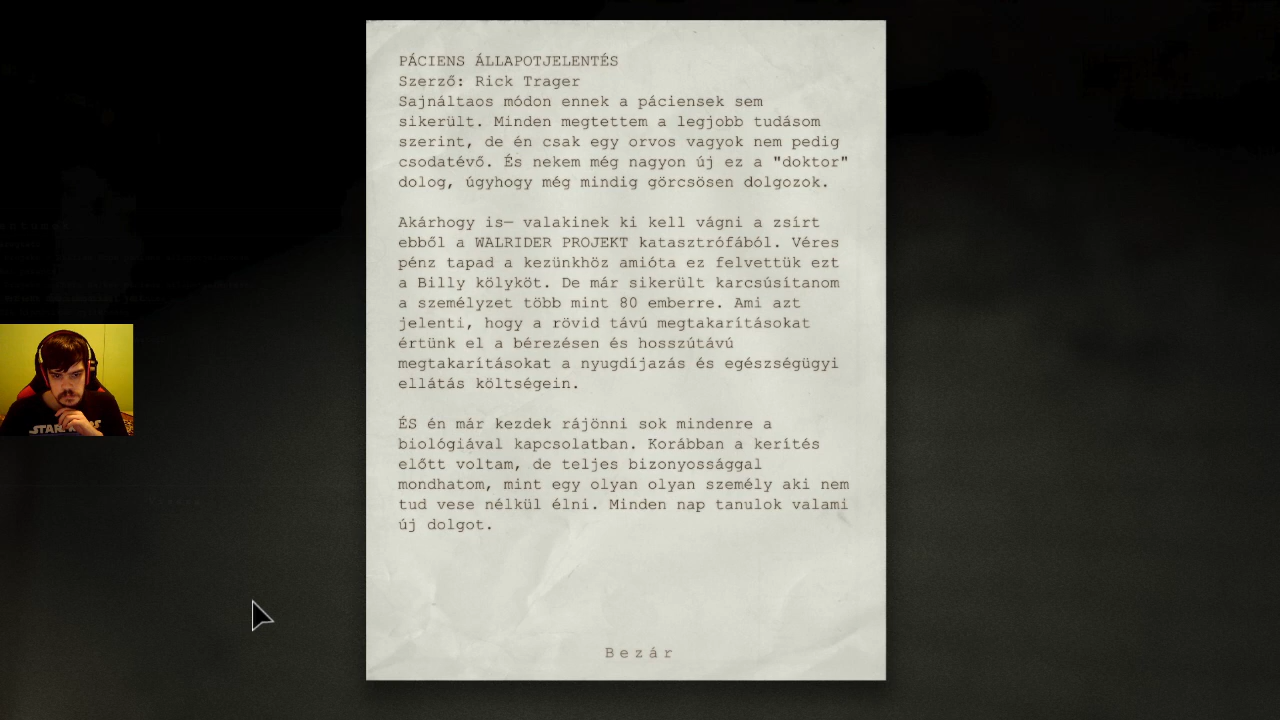 PÁCIENS ÁLLAPOTJELENTÉS
Szerző: Rick Trager
Sajnáltaos módon ennek a páciensek sem
sikerült. Minden megtettem a legjobb tudásom
szerint, de én csak egy orvos vagyok nem pedig
csodatévő. És nekem még nagyon új ez a "doktor"
dolog, úgyhogy még mindig görcsösen dolgozok.
Akárhogy is— valakinek ki kell vágni a zsírt
ebből a WALRIDER PROJEKT katasztrófából. Véres
pénz tapad a kezünkhöz amióta ez felvettük ezt
a Billy kölyköt. De már sikerült karcsúsítanom
a személyzet több mint 80 emberre. Ami azt
jelenti, hogy a rövid távú megtakarításokat
értünk el a bérezésen és hosszútávú
megtakarításokat a nyugdíjazás és egészségügyi
ellátás költségein.
ÉS én már kezdek rájönni sok mindenre a
biológiával kapcsolatban. Korábban a kerítés
előtt voltam, de teljes bizonyossággal
mondhatom, mint egy olyan olyan személy aki nem
tud vese nélkül élni. Minden nap tanulok valami
új dolgot.
STAR WARS
Bezár